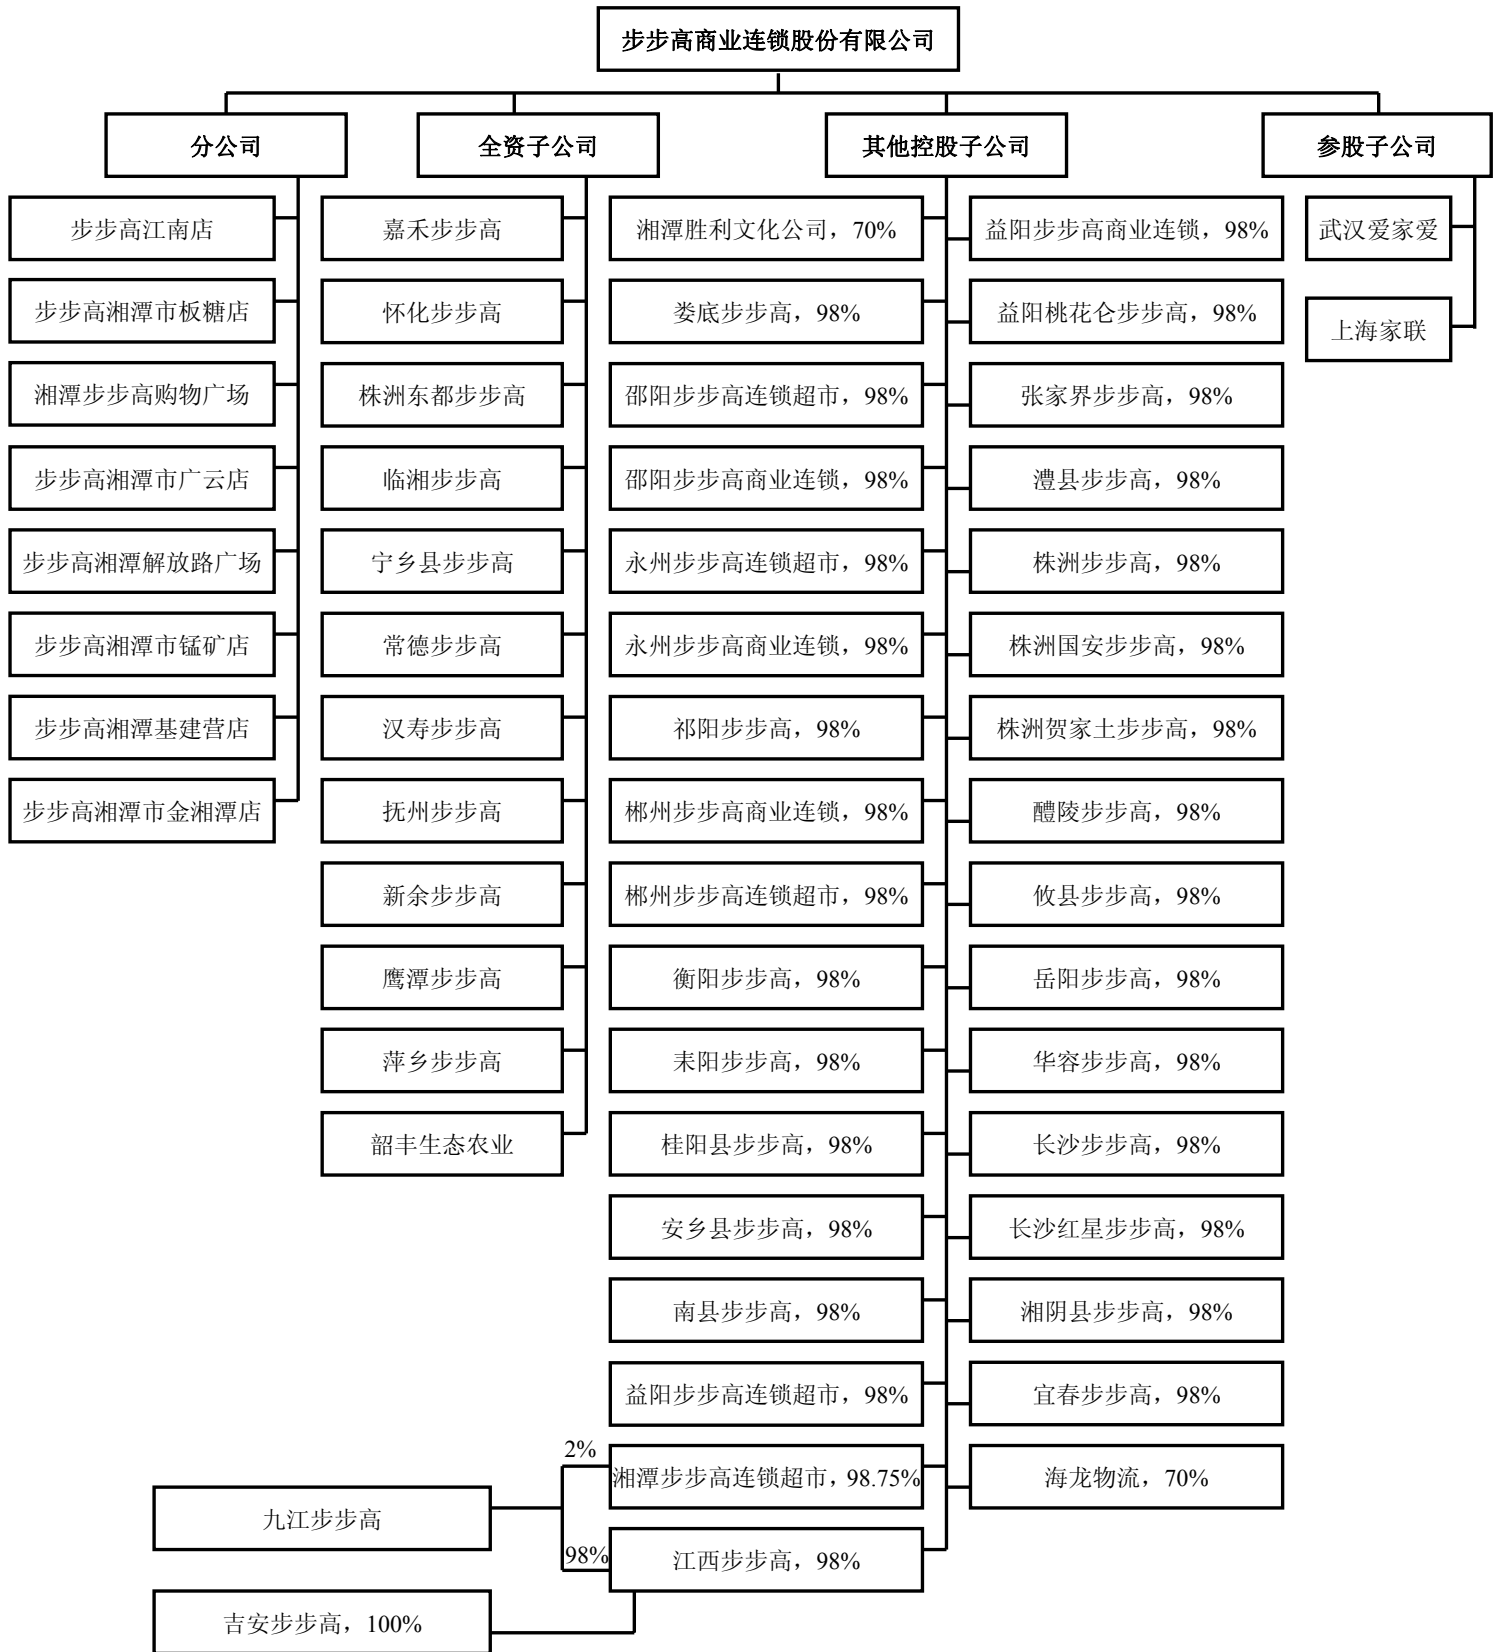 步步高商业连锁股份有限公司
分公司
全资子公司
其他控股子公司
参股子公司
步步高江南店
步步高湘潭市板糖店
湘潭步步高购物广场
步步高湘潭市广云店
步步高湘潭解放路广场
步步高湘潭市锰矿店
步步高湘潭基建营店
步步高湘潭市金湘潭店
嘉禾步步高
怀化步步高
株洲东都步步高
临湘步步高
宁乡县步步高
常德步步高
汉寿步步高
抚州步步高
新余步步高
鹰潭步步高
萍乡步步高
韶丰生态农业
湘潭胜利文化公司，70%
娄底步步高，98%
邵阳步步高连锁超市，98%
邵阳步步高商业连锁，98%
永州步步高连锁超市，98%
永州步步高商业连锁，98%
祁阳步步高，98%
郴州步步高商业连锁，98%
郴州步步高连锁超市，98%
衡阳步步高，98%
耒阳步步高，98%
桂阳县步步高，98%
安乡县步步高，98%
南县步步高，98%
益阳步步高连锁超市，98%
湘潭步步高连锁超市，98.75%
江西步步高，98%
益阳步步高商业连锁，98%
益阳桃花仑步步高，98%
张家界步步高，98%
澧县步步高，98%
株洲步步高，98%
株洲国安步步高，98%
株洲贺家土步步高，98%
醴陵步步高，98%
攸县步步高，98%
岳阳步步高，98%
华容步步高，98%
长沙步步高，98%
长沙红星步步高，98%
湘阴县步步高，98%
宜春步步高，98%
海龙物流，70%
武汉爱家爱
上海家联
2%
98%
九江步步高
吉安步步高，100%